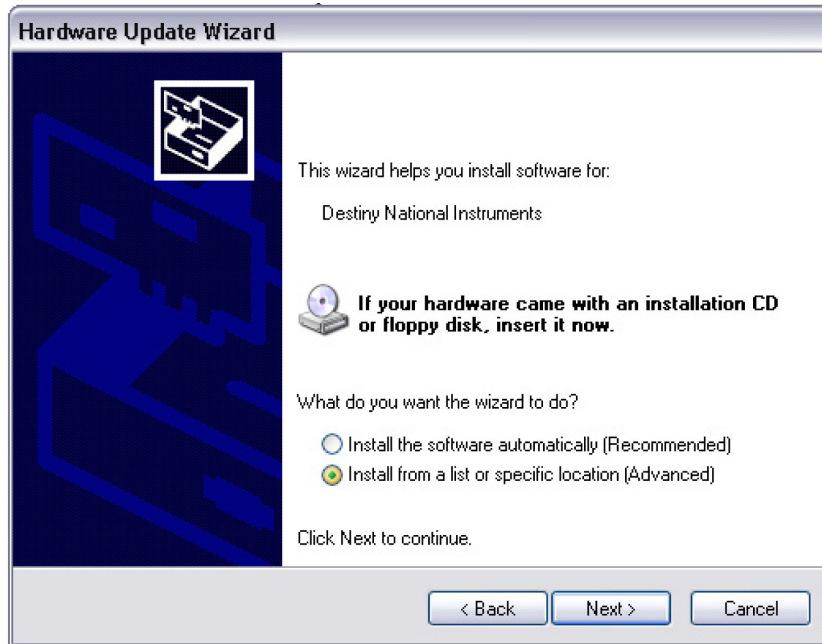 Hardware Update Wizard
This wizard helps you install software for:
Destiny National Instruments
If your hardware came with an installation CD
or floppy disk, insert it now.
What do you want the wizard to do?
Install the software automatically (Recommended)
Install from a list or specific location (Advanced)
Click Next to continue.
< Back Next > Cancel